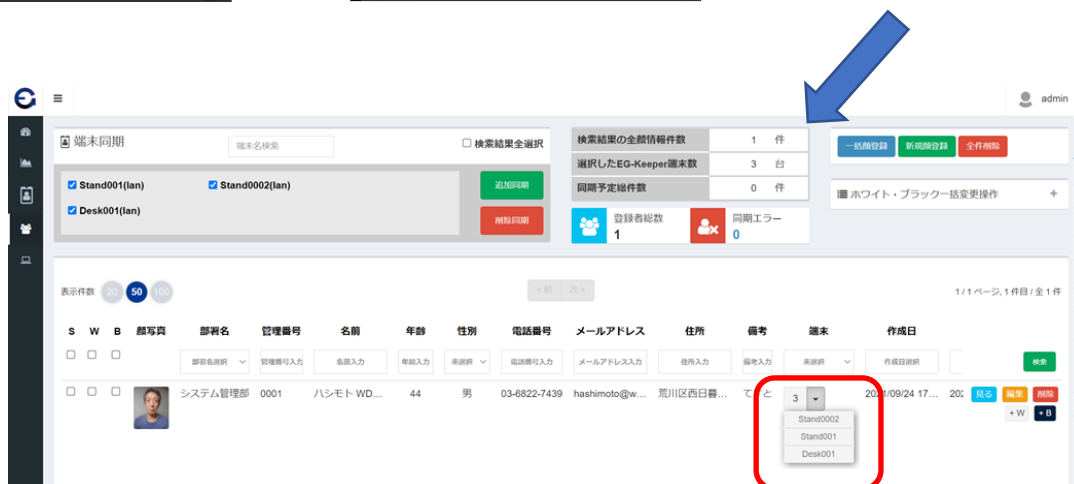 admin
端末同期
端末名検索
検索結果全選択
Stand001(lan)
Stand0002(lan)
Desk001(lan)
追加同期
削除同期
検索結果の全顔情報件数 1 件
選択したEG-Keeper端末数 3 台
同期予定総件数 0 件
登録者総数
1
同期エラー
0
一括顔登録 新規顔登録 全件削除
ホワイト・ブラック一括変更操作 +
表示件数 20 50 100
< 前 次 >
1 / 1 ページ, 1 件目 / 全 1 件
S W B 顔写真 部署名 管理番号 名前 年齢 性別 電話番号 メールアドレス 住所 備考 端末 作成日
部署名選択 管理番号入力 名前入力 年齢入力 未選択 電話番号入力 メールアドレス入力 住所入力 備考入力 未選択 作成日選択 検索
システム管理部 0001 ハシモト WD... 44 男 03-6822-7439 hashimoto@w... 荒川区西日暮... 3 2021/09/24 17... 202 見る 編集 削除
+ W + B
Stand0002
Stand001
Desk001